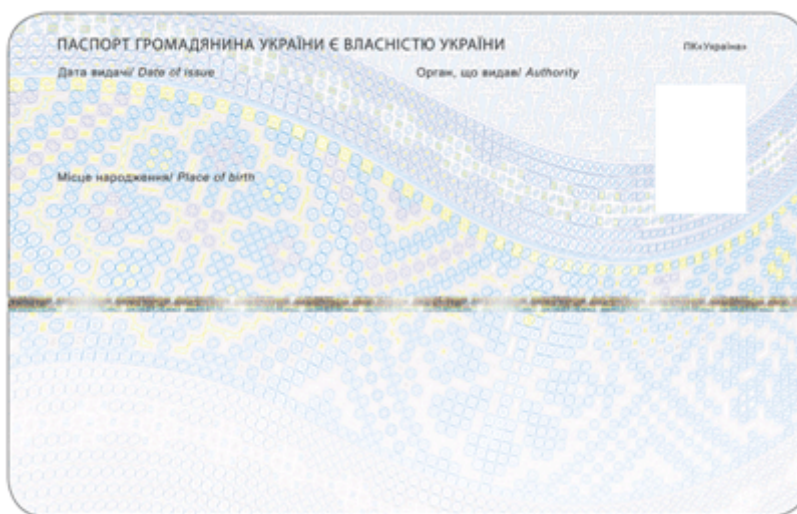 ПАСПОРТ ГРОМАДЯНИНА УКРАЇНИ Є ВЛАСНІСТЮ УКРАЇНИ
ПК«Україна»
Дата видачі/ Date of issue
Орган, що видав/ Authority
Місце народження/ Place of birth